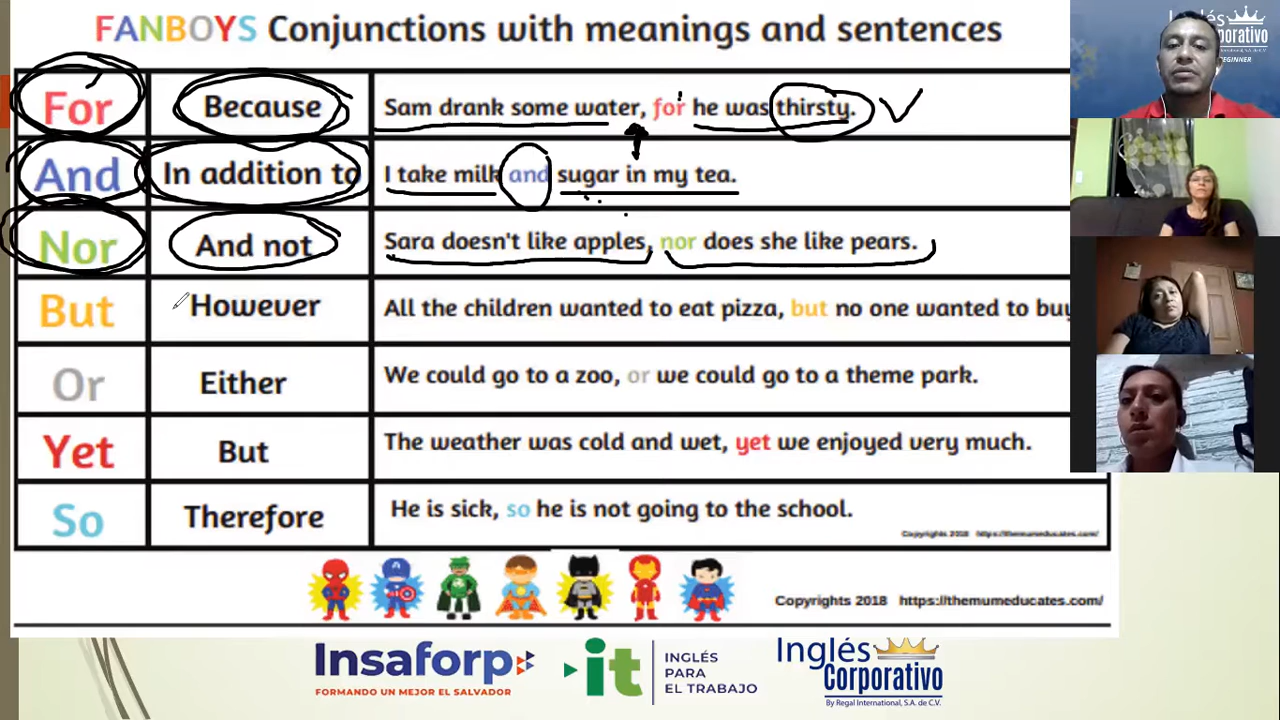 FANBOYS Conjunctions with meanings and sentences
For Because Sam drank some water, for he was thirsty.
And In addition to I take milk and sugar in my tea.
Nor And not Sara doesn't like apples, nor does she like pears.
But However All the children wanted to eat pizza, but no one wanted to buy
Or Either We could go to a zoo, or we could go to a theme park.
Yet But The weather was cold and wet, yet we enjoyed very much.
So Therefore He is sick, so he is not going to the school.
Copyrights 2018 https://themumeducates.com/
Copyrights 2018 https://themumeducates.com/
Insaforp
FORMANDO UN MEJOR EL SALVADOR
it
INGLÉS
PARA
EL TRABAJO
Inglés
Corporativo
By Regal International, S.A. de C.V.
Inglés
Corporativo